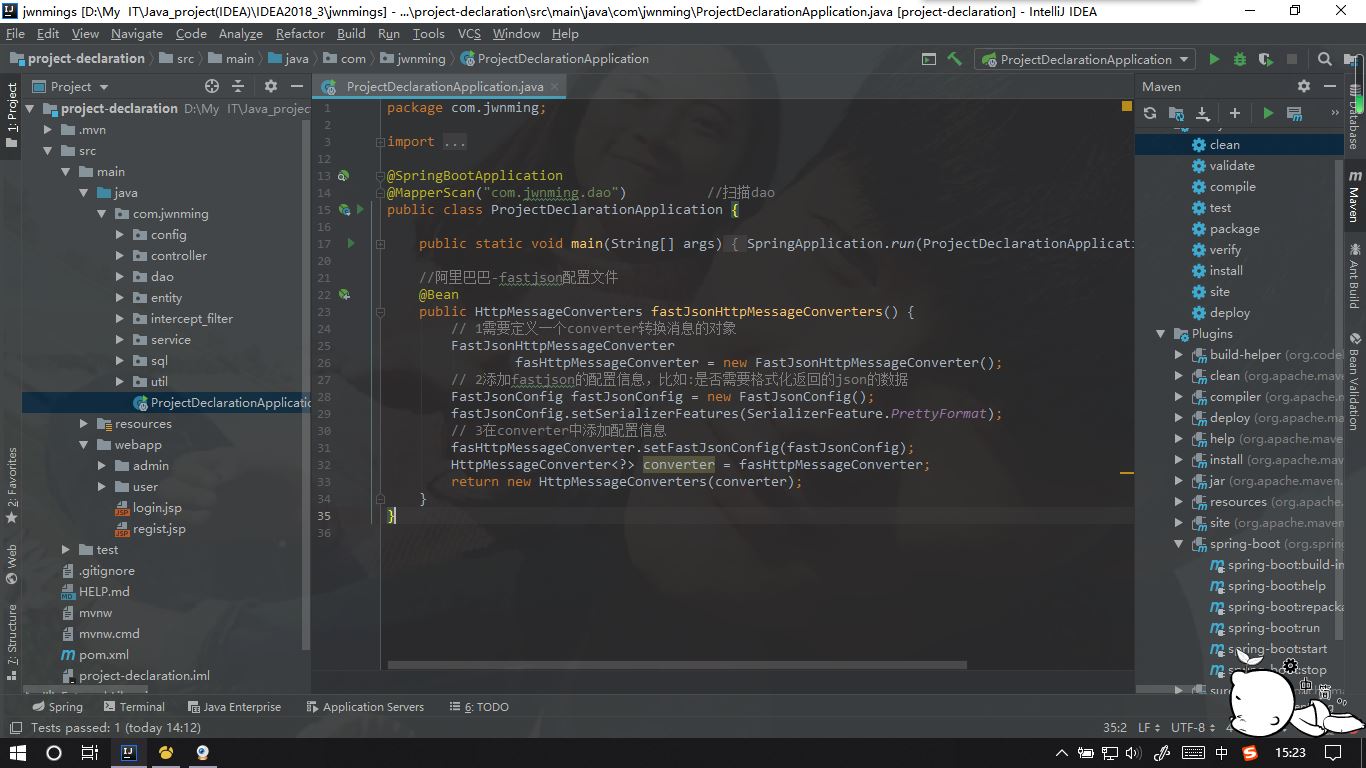 jwnmings [D:\My  IT\Java_project(IDEA)\IDEA2018_3\jwnmings] - ...\project-declaration\src\main\java\com\jwnming\ProjectDeclarationApplication.java [project-declaration] - IntelliJ IDEA
File Edit View Navigate Code Analyze Refactor Build Run Tools VCS Window Help
project-declaration src main java com jwnming ProjectDeclarationApplication
ProjectDeclarationApplication
1: Project
2: Favorites
Web
7: Structure
Project
project-declaration D:\My  IT\Java_projec
.mvn
src
main
java
com.jwnming
config
controller
dao
entity
intercept_filter
service
sql
util
ProjectDeclarationApplicatio
resources
webapp
admin
user
login.jsp
regist.jsp
test
.gitignore
HELP.md
mvnw
mvnw.cmd
pom.xml
project-declaration.iml
ProjectDeclarationApplication.java
1 package com.jwnming;
2
3 import ...
12
13 @SpringBootApplication
14 @MapperScan("com.jwnming.dao")          //扫描dao
15 public class ProjectDeclarationApplication {
16
17     public static void main(String[] args) { SpringApplication.run(ProjectDeclarationApplicati
20
21     //阿里巴巴-fastjson配置文件
22     @Bean
23     public HttpMessageConverters fastJsonHttpMessageConverters() {
24         // 1需要定义一个converter转换消息的对象
25         FastJsonHttpMessageConverter
26                 fasHttpMessageConverter = new FastJsonHttpMessageConverter();
27         // 2添加fastjson的配置信息，比如:是否需要格式化返回的json的数据
28         FastJsonConfig fastJsonConfig = new FastJsonConfig();
29         fastJsonConfig.setSerializerFeatures(SerializerFeature.PrettyFormat);
30         // 3在converter中添加配置信息
31         fasHttpMessageConverter.setFastJsonConfig(fastJsonConfig);
32         HttpMessageConverter<?> converter = fasHttpMessageConverter;
33         return new HttpMessageConverters(converter);
34     }
35 }
36
Maven
clean
validate
compile
test
package
verify
install
site
deploy
Plugins
build-helper (org.codel
clean (org.apache.maven
compiler (org.apache.m
deploy (org.apache.mav
help (org.apache.mave
install (org.apache.mav
jar (org.apache.maven.
resources (org.apache.
site (org.apache.maven
spring-boot (org.spring
spring-boot:build-in
spring-boot:help
spring-boot:repacka
spring-boot:run
spring-boot:start
spring-boot:stop
Database
Maven
Ant Build
Bean Validation
Spring Terminal Java Enterprise Application Servers 6: TODO
Tests passed: 1 (today 14:12)
35:2 LF UTF-8 4
中 15:23